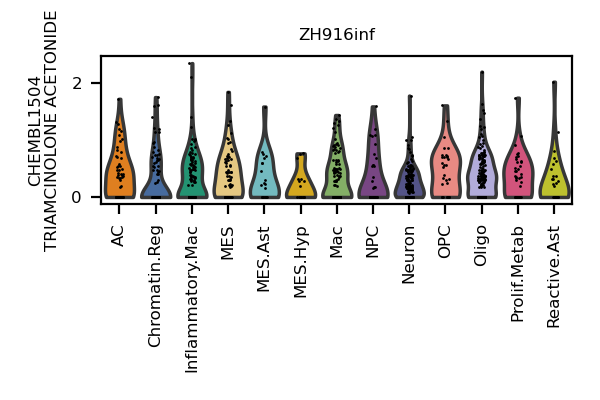 ZH916inf
CHEMBL1504
TRIAMCINOLONE ACETONIDE
2
0
AC
Chromatin.Reg
Inflammatory.Mac
MES
MES.Ast
MES.Hyp
Mac
NPC
Neuron
OPC
Oligo
Prolif.Metab
Reactive.Ast